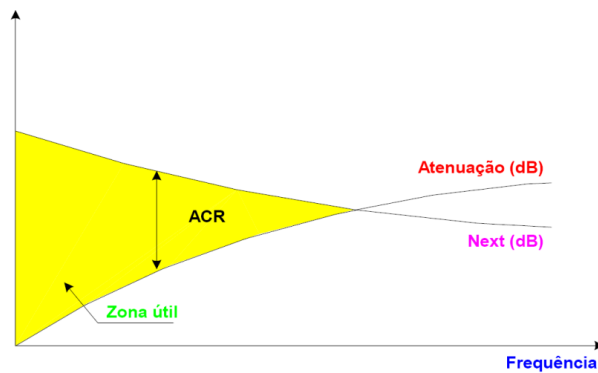 Atenuação (dB)
ACR
Next (dB)
Zona útil
Frequência